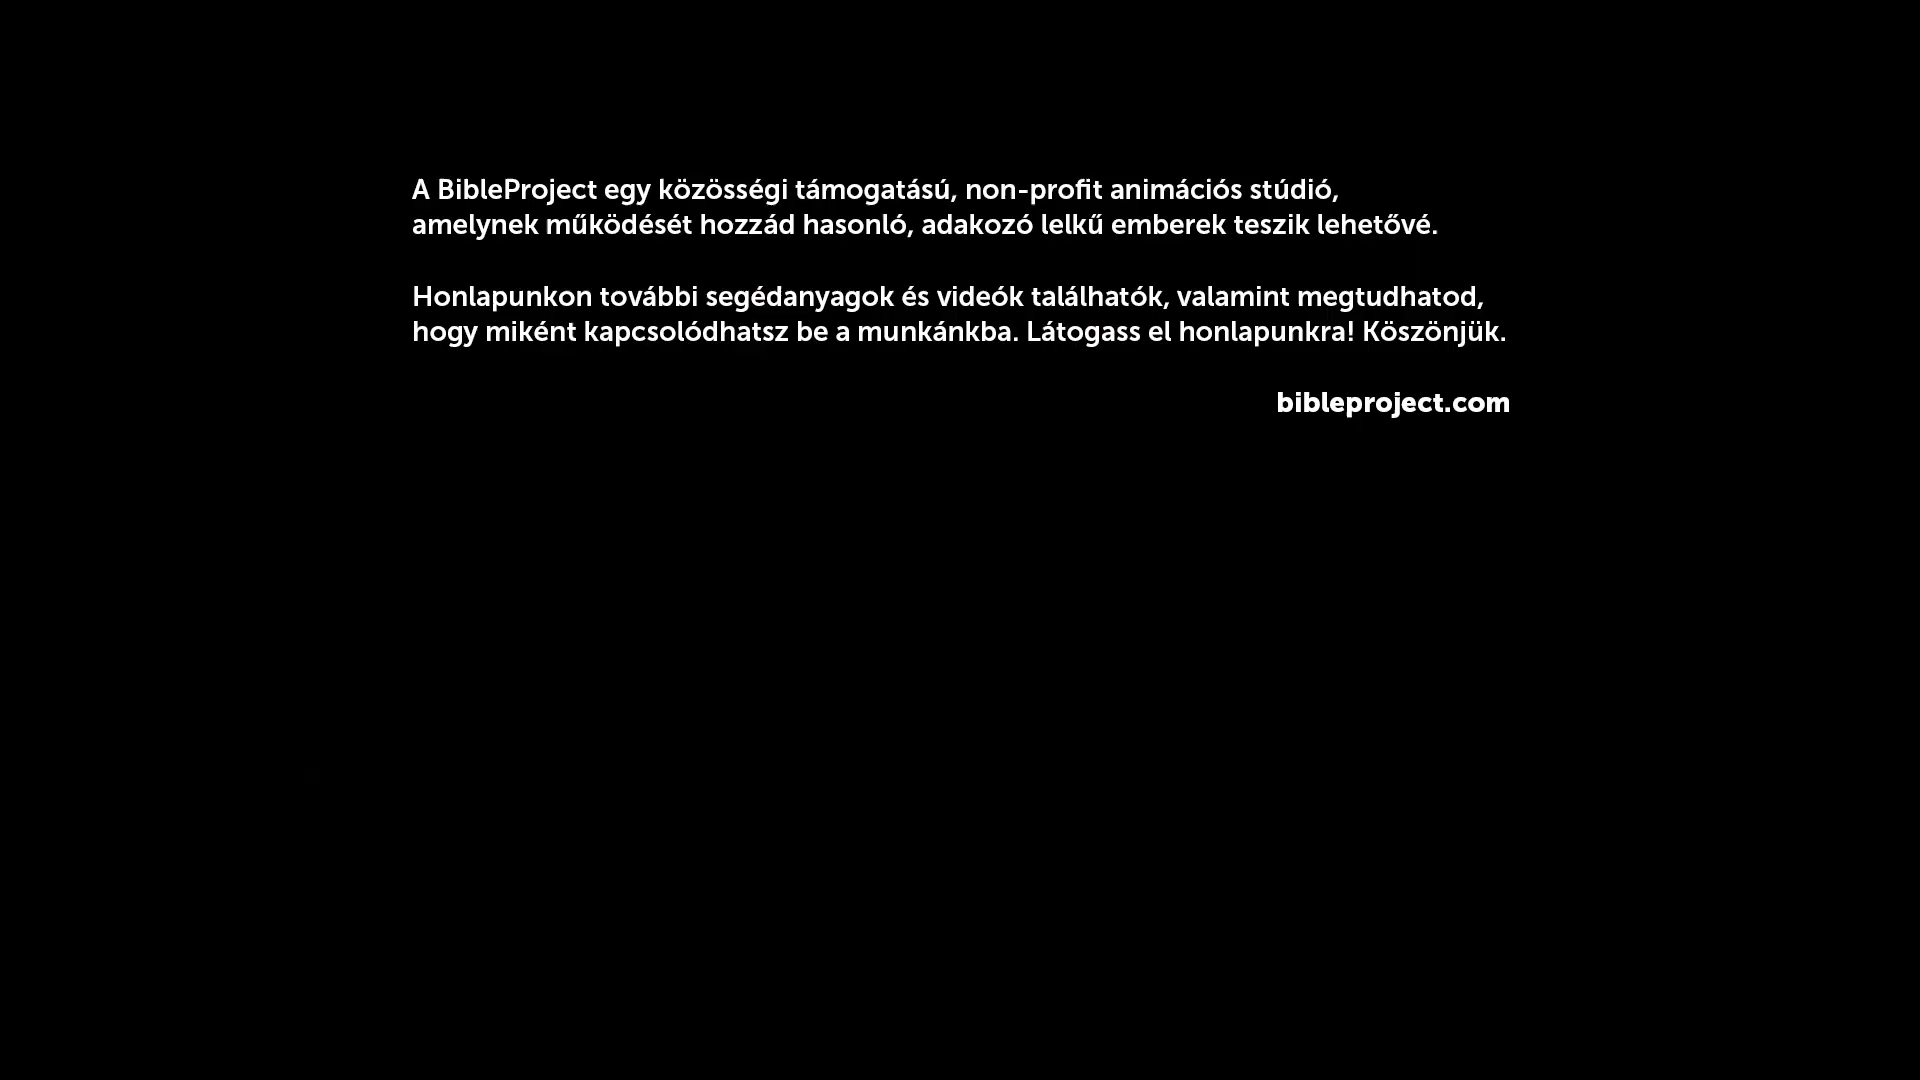 A BibleProject egy közösségi támogatású, non-profit animációs stúdió,
amelynek működését hozzád hasonló, adakozó lelkű emberek teszik lehetővé.
Honlapunkon további segédanyagok és videók találhatók, valamint megtudhatod,
hogy miként kapcsolódhatsz be a munkánkba. Látogass el honlapunkra! Köszönjük.
bibleproject.com